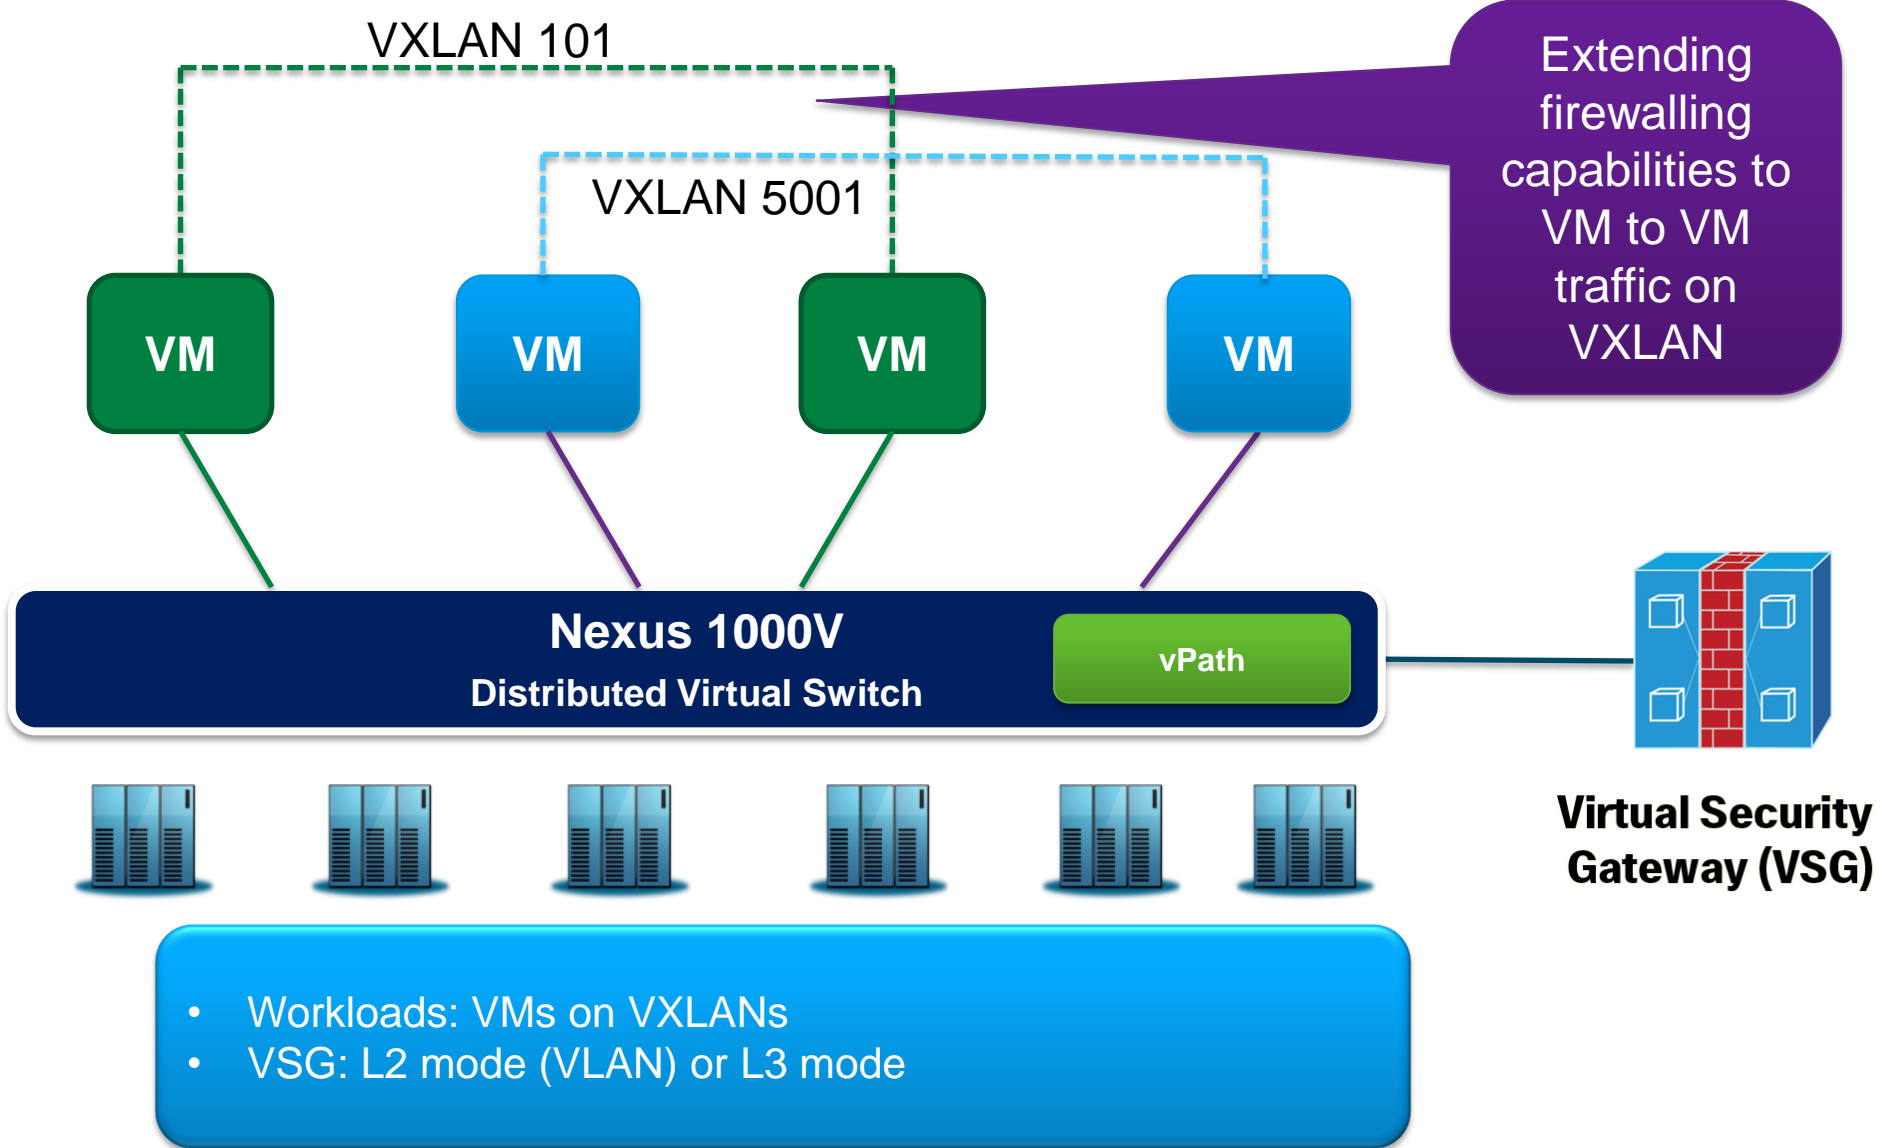 VXLAN 101
Extending
firewalling
capabilities to
VM to VM
traffic on
VXLAN
VXLAN 5001
VM
VM
VM
VM
Nexus 1000V
Distributed Virtual Switch
vPath
Virtual Security
Gateway (VSG)
• Workloads: VMs on VXLANs
• VSG: L2 mode (VLAN) or L3 mode